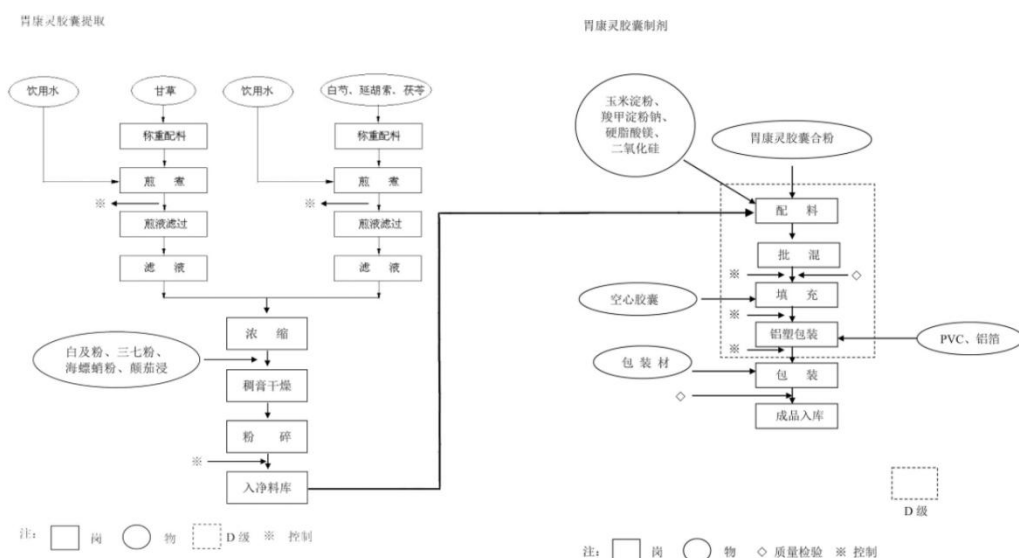 胃康灵胶囊提取
饮用水
甘草
饮用水
白芍、延胡索、茯苓
称重配料
称重配料
煎 煮
煎 煮
※
※
煎液滤过
煎液滤过
滤 液
滤 液
浓 缩
白及粉、三七粉、
海螵蛸粉、颠茄浸
稠膏干燥
粉 碎
※
入净料库
注:
岗
物
D 级
※ 控制
胃康灵胶囊制剂
玉米淀粉、
羧甲淀粉钠、
硬脂酸镁、
二氧化硅
胃康灵胶囊合粉
配 料
批 混
※
◇
空心胶囊
填 充
※
铝塑包装
PVC、铝箔
※
包 装 材
包 装
◇
成品入库
D 级
注:
岗
物
◇ 质量检验
※ 控制